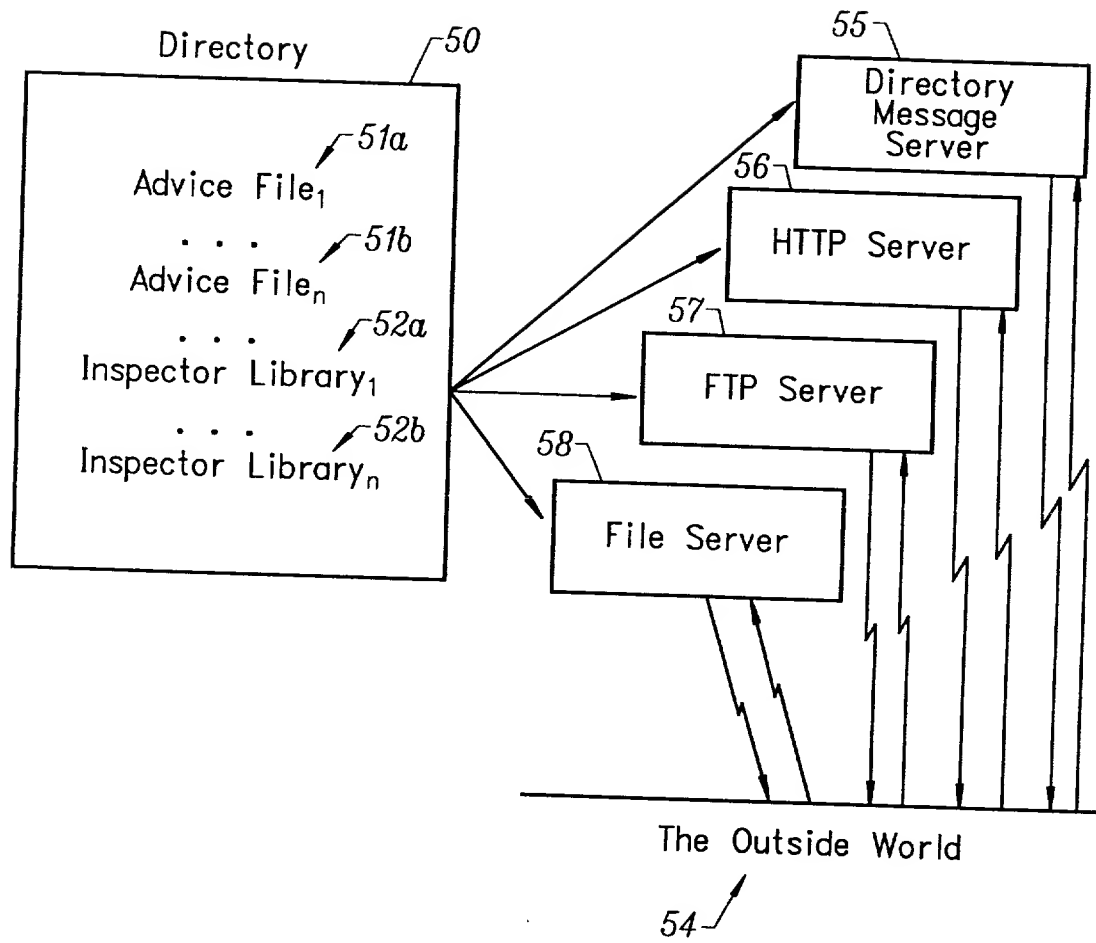 Directory
50
51a
Advice File1
. . .
51b
Advice Filen
. . .
52a
Inspector Library1
. . .
52b
Inspector Libraryn
55
Directory
Message
Server
56
HTTP Server
57
FTP Server
58
File Server
The Outside World
54